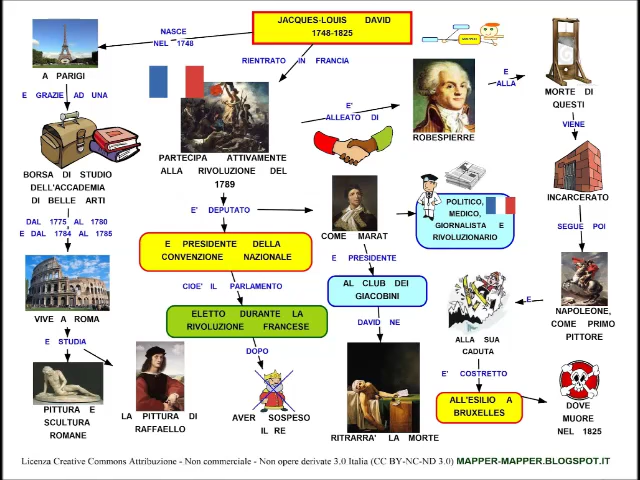 JACQUES-LOUIS DAVID
1748-1825
NASCE
NEL 1748
A PARIGI
E GRAZIE AD UNA
BORSA DI STUDIO
DELL'ACCADEMIA
DI BELLE ARTI
DAL 1775 AL 1780
E DAL 1784 AL 1785
VIVE A ROMA
E STUDIA
PITTURA E
SCULTURA
ROMANE
LA PITTURA DI
RAFFAELLO
RIENTRATO IN FRANCIA
PARTECIPA ATTIVAMENTE
ALLA RIVOLUZIONE DEL
1789
E' DEPUTATO
E PRESIDENTE DELLA
CONVENZIONE NAZIONALE
CIOE' IL PARLAMENTO
ELETTO DURANTE LA
RIVOLUZIONE FRANCESE
DOPO
AVER SOSPESO
IL RE
E'
ALLEATO DI
ROBESPIERRE
COME MARAT
POLITICO,
MEDICO,
GIORNALISTA E
RIVOLUZIONARIO
E PRESIDENTE
AL CLUB DEI
GIACOBINI
DAVID NE
RITRARRA' LA MORTE
E
ALLA
MORTE DI
QUESTI
VIENE
INCARCERATO
SEGUE POI
NAPOLEONE,
COME PRIMO
PITTORE
E
ALLA SUA
CADUTA
E' COSTRETTO
ALL'ESILIO A
BRUXELLES
DOVE
MUORE
NEL 1825
Licenza Creative Commons Attribuzione - Non commerciale - Non opere derivate 3.0 Italia (CC BY-NC-ND 3.0) MAPPER-MAPPER.BLOGSPOT.IT